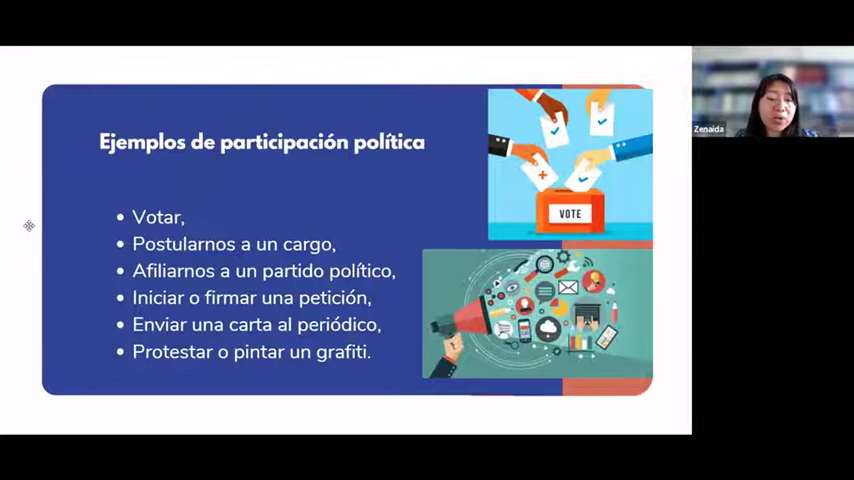 Ejemplos de participación política
VOTE
• Votar,
• Postularnos a un cargo,
• Afiliarnos a un partido político,
• Iniciar o firmar una petición,
• Enviar una carta al periódico,
• Protestar o pintar un grafiti.
Zenaida